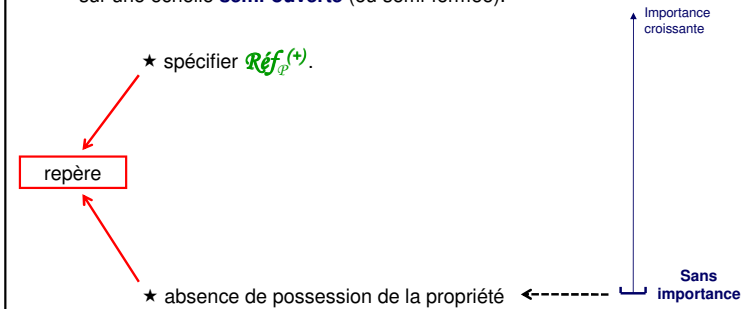 sur une échelle semi-ouverte (ou semi-fermée).
Importance
croissante
★ spécifier Réf_P^(+).
repère
★ absence de possession de la propriété
Sans
importance